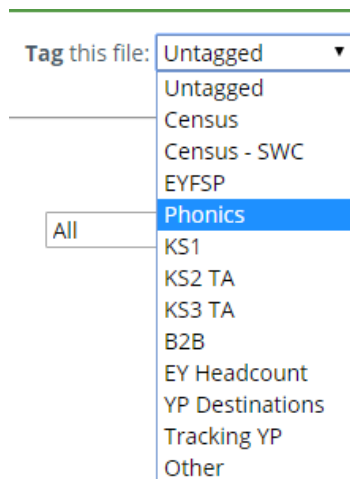 Tag this file: Untagged
Untagged
Census
Census - SWC
EYFSP
Phonics
All
KS1
KS2 TA
KS3 TA
B2B
EY Headcount
YP Destinations
Tracking YP
Other